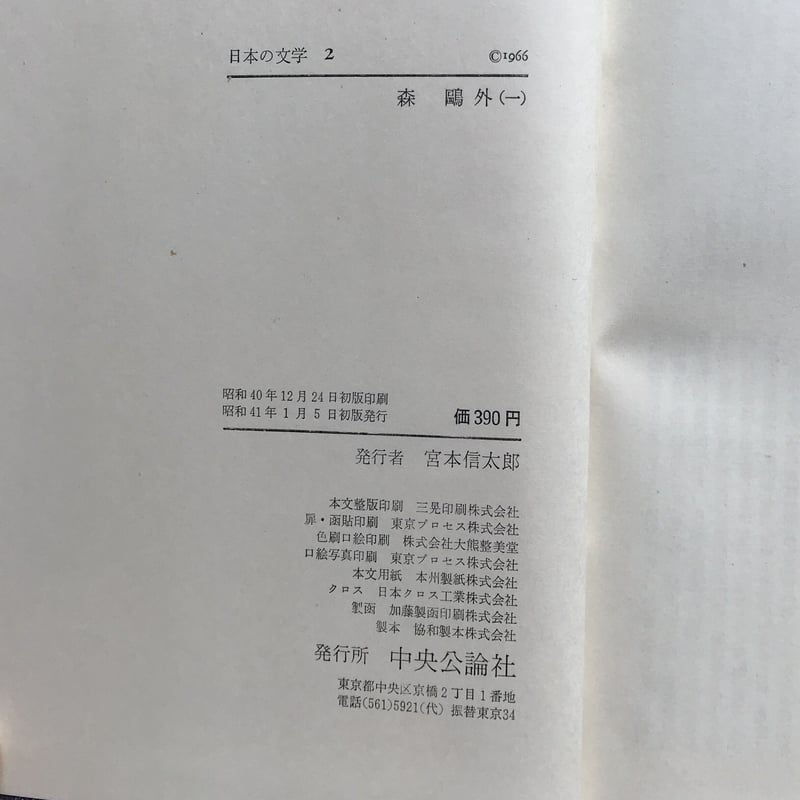 日本の文学 2 ©1966
森 鷗 外(一)
昭和40年12月24日初版印刷
昭和41年1月5日初版発行 価390円
発行者 宮本信太郎
本文整版印刷 三晃印刷株式会社
扉・函貼印刷 東京プロセス株式会社
色刷口絵印刷 株式会社大熊整美堂
口絵写真印刷 東京プロセス株式会社
本文用紙 本州製紙株式会社
クロス 日本クロス工業株式会社
製函 加藤製函印刷株式会社
製本 協和製本株式会社
発行所 中央公論社
東京都中央区京橋2丁目1番地
電話(561)5921(代) 振替東京34